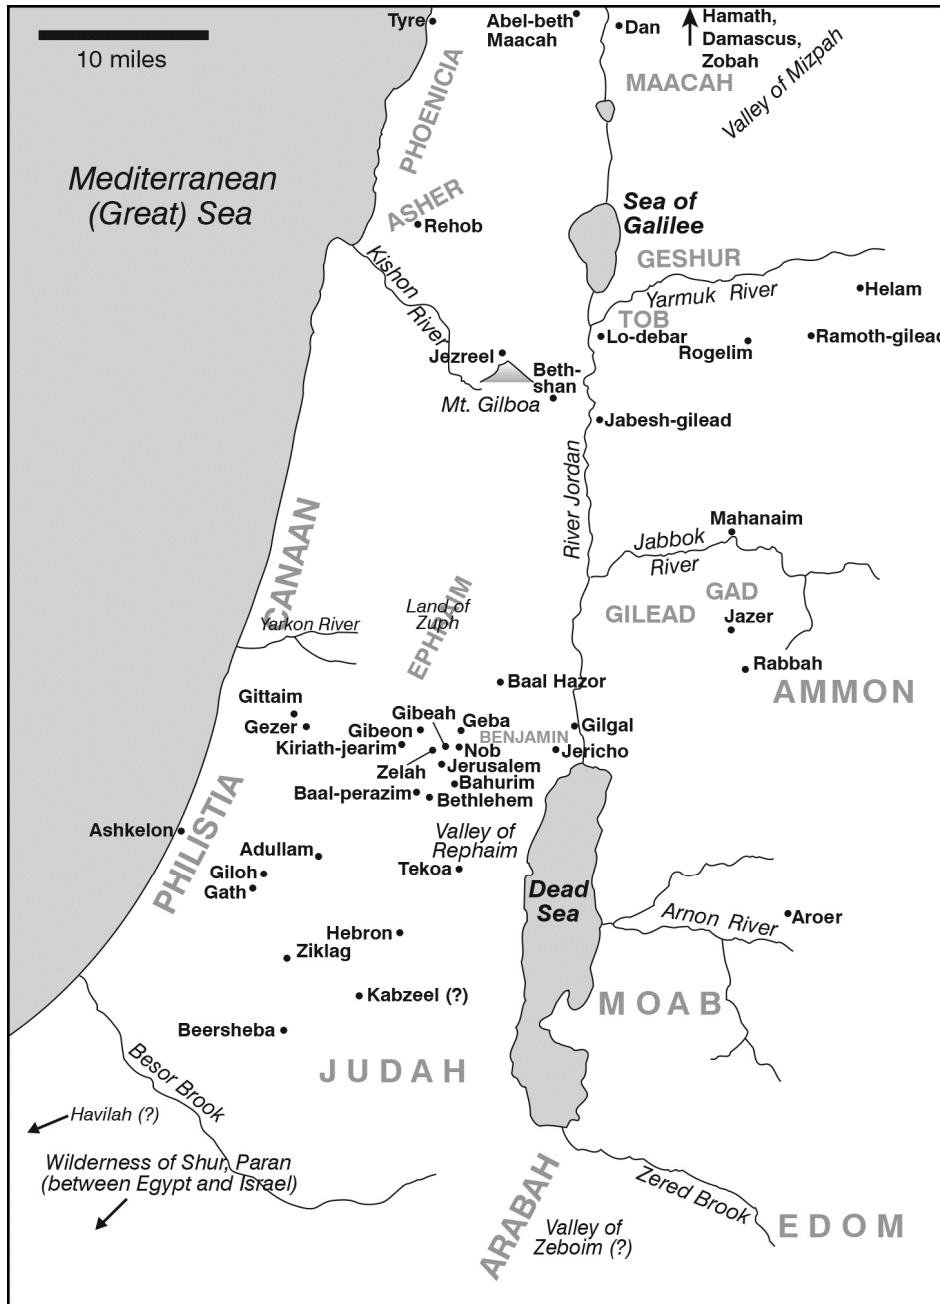 Tyre
Abel-beth
Maacah
Dan
Hamath,
Damascus,
Zobah
10 miles
PHOENICIA
MAACAH
Valley of Mizpah
Mediterranean
(Great) Sea
ASHER
Rehob
Sea of
Galilee
GESHUR
Kishon
River
Yarmuk River
Helam
TOB
Lo-debar
Rogelim
Ramoth-gilead
Jezreel
Beth-
shan
Mt. Gilboa
Jabesh-gilead
River Jordan
CANAAN
Mahanaim
Jabbok
River
GAD
GILEAD
Jazer
Land of
Zuph
EPHRAIM
Yarkon River
Rabbah
AMMON
Baal Hazor
Gittaim
Gezer
Gibeah
Gibeon
Geba
BENJAMIN
Gilgal
Kiriath-jearim
Nob
Jericho
Zelah
Jerusalem
Bahurim
Baal-perazim
Bethlehem
PHILISTIA
Ashkelon
Valley of
Rephaim
Adullam
Giloh
Gath
Tekoa
Dead
Sea
Arnon River
Aroer
Hebron
Ziklag
Kabzeel (?)
MOAB
Beersheba
JUDAH
Besor Brook
Havilah (?)
Wilderness of Shur, Paran
(between Egypt and Israel)
ARABAH
Zered Brook
Valley of
Zeboim (?)
EDOM